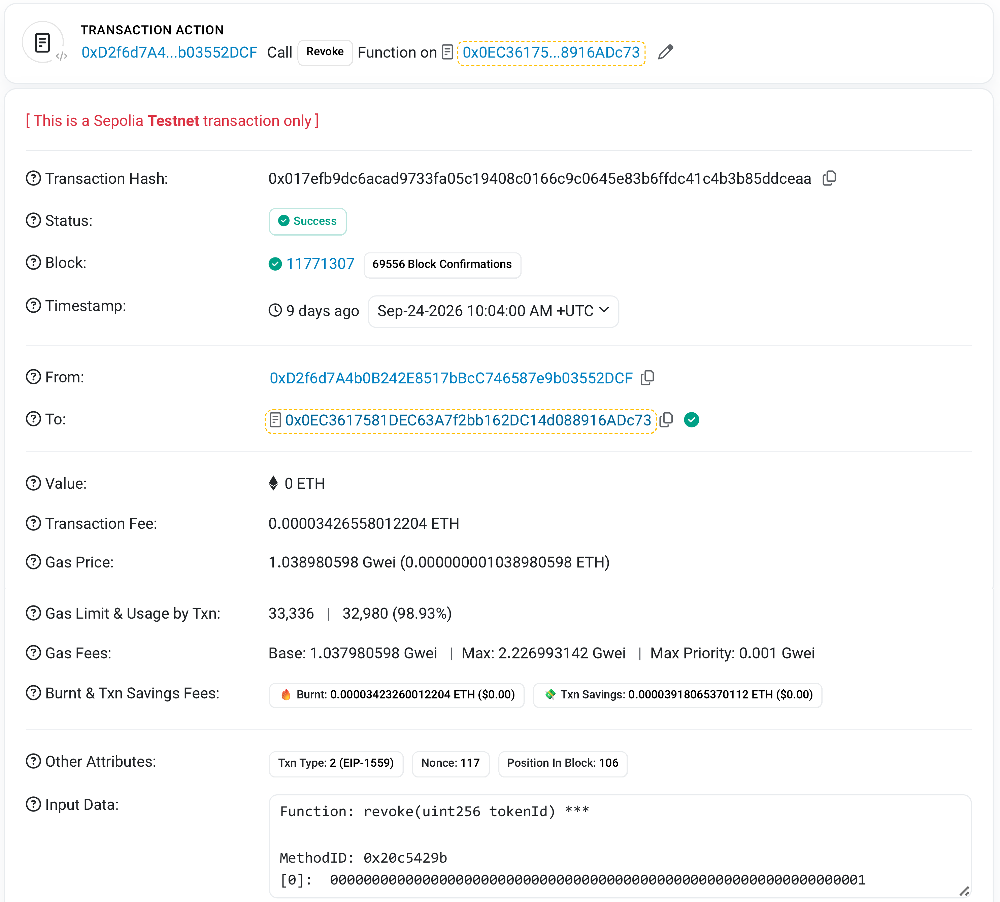 TRANSACTION ACTION
0xD2f6d7A4...b03552DCF Call Revoke Function on 0x0EC36175...8916ADc73
[ This is a Sepolia Testnet transaction only ]
Transaction Hash: 0x017efb9dc6acad9733fa05c19408c0166c9c0645e83b6ffdc41c4b3b85ddceaa
Status: Success
Block: 11771307 69556 Block Confirmations
Timestamp: 9 days ago Sep-24-2026 10:04:00 AM +UTC
From: 0xD2f6d7A4b0B242E8517bBcC746587e9b03552DCF
To: 0x0EC3617581DEC63A7f2bb162DC14d088916ADc73
Value: 0 ETH
Transaction Fee: 0.00003426558012204 ETH
Gas Price: 1.038980598 Gwei (0.000000001038980598 ETH)
Gas Limit & Usage by Txn: 33,336 | 32,980 (98.93%)
Gas Fees: Base: 1.037980598 Gwei | Max: 2.226993142 Gwei | Max Priority: 0.001 Gwei
Burnt & Txn Savings Fees: Burnt: 0.00003423260012204 ETH ($0.00) Txn Savings: 0.00003918065370112 ETH ($0.00)
Other Attributes: Txn Type: 2 (EIP-1559) Nonce: 117 Position In Block: 106
Input Data: Function: revoke(uint256 tokenId) ***
MethodID: 0x20c5429b
[0]: 0000000000000000000000000000000000000000000000000000000000000001